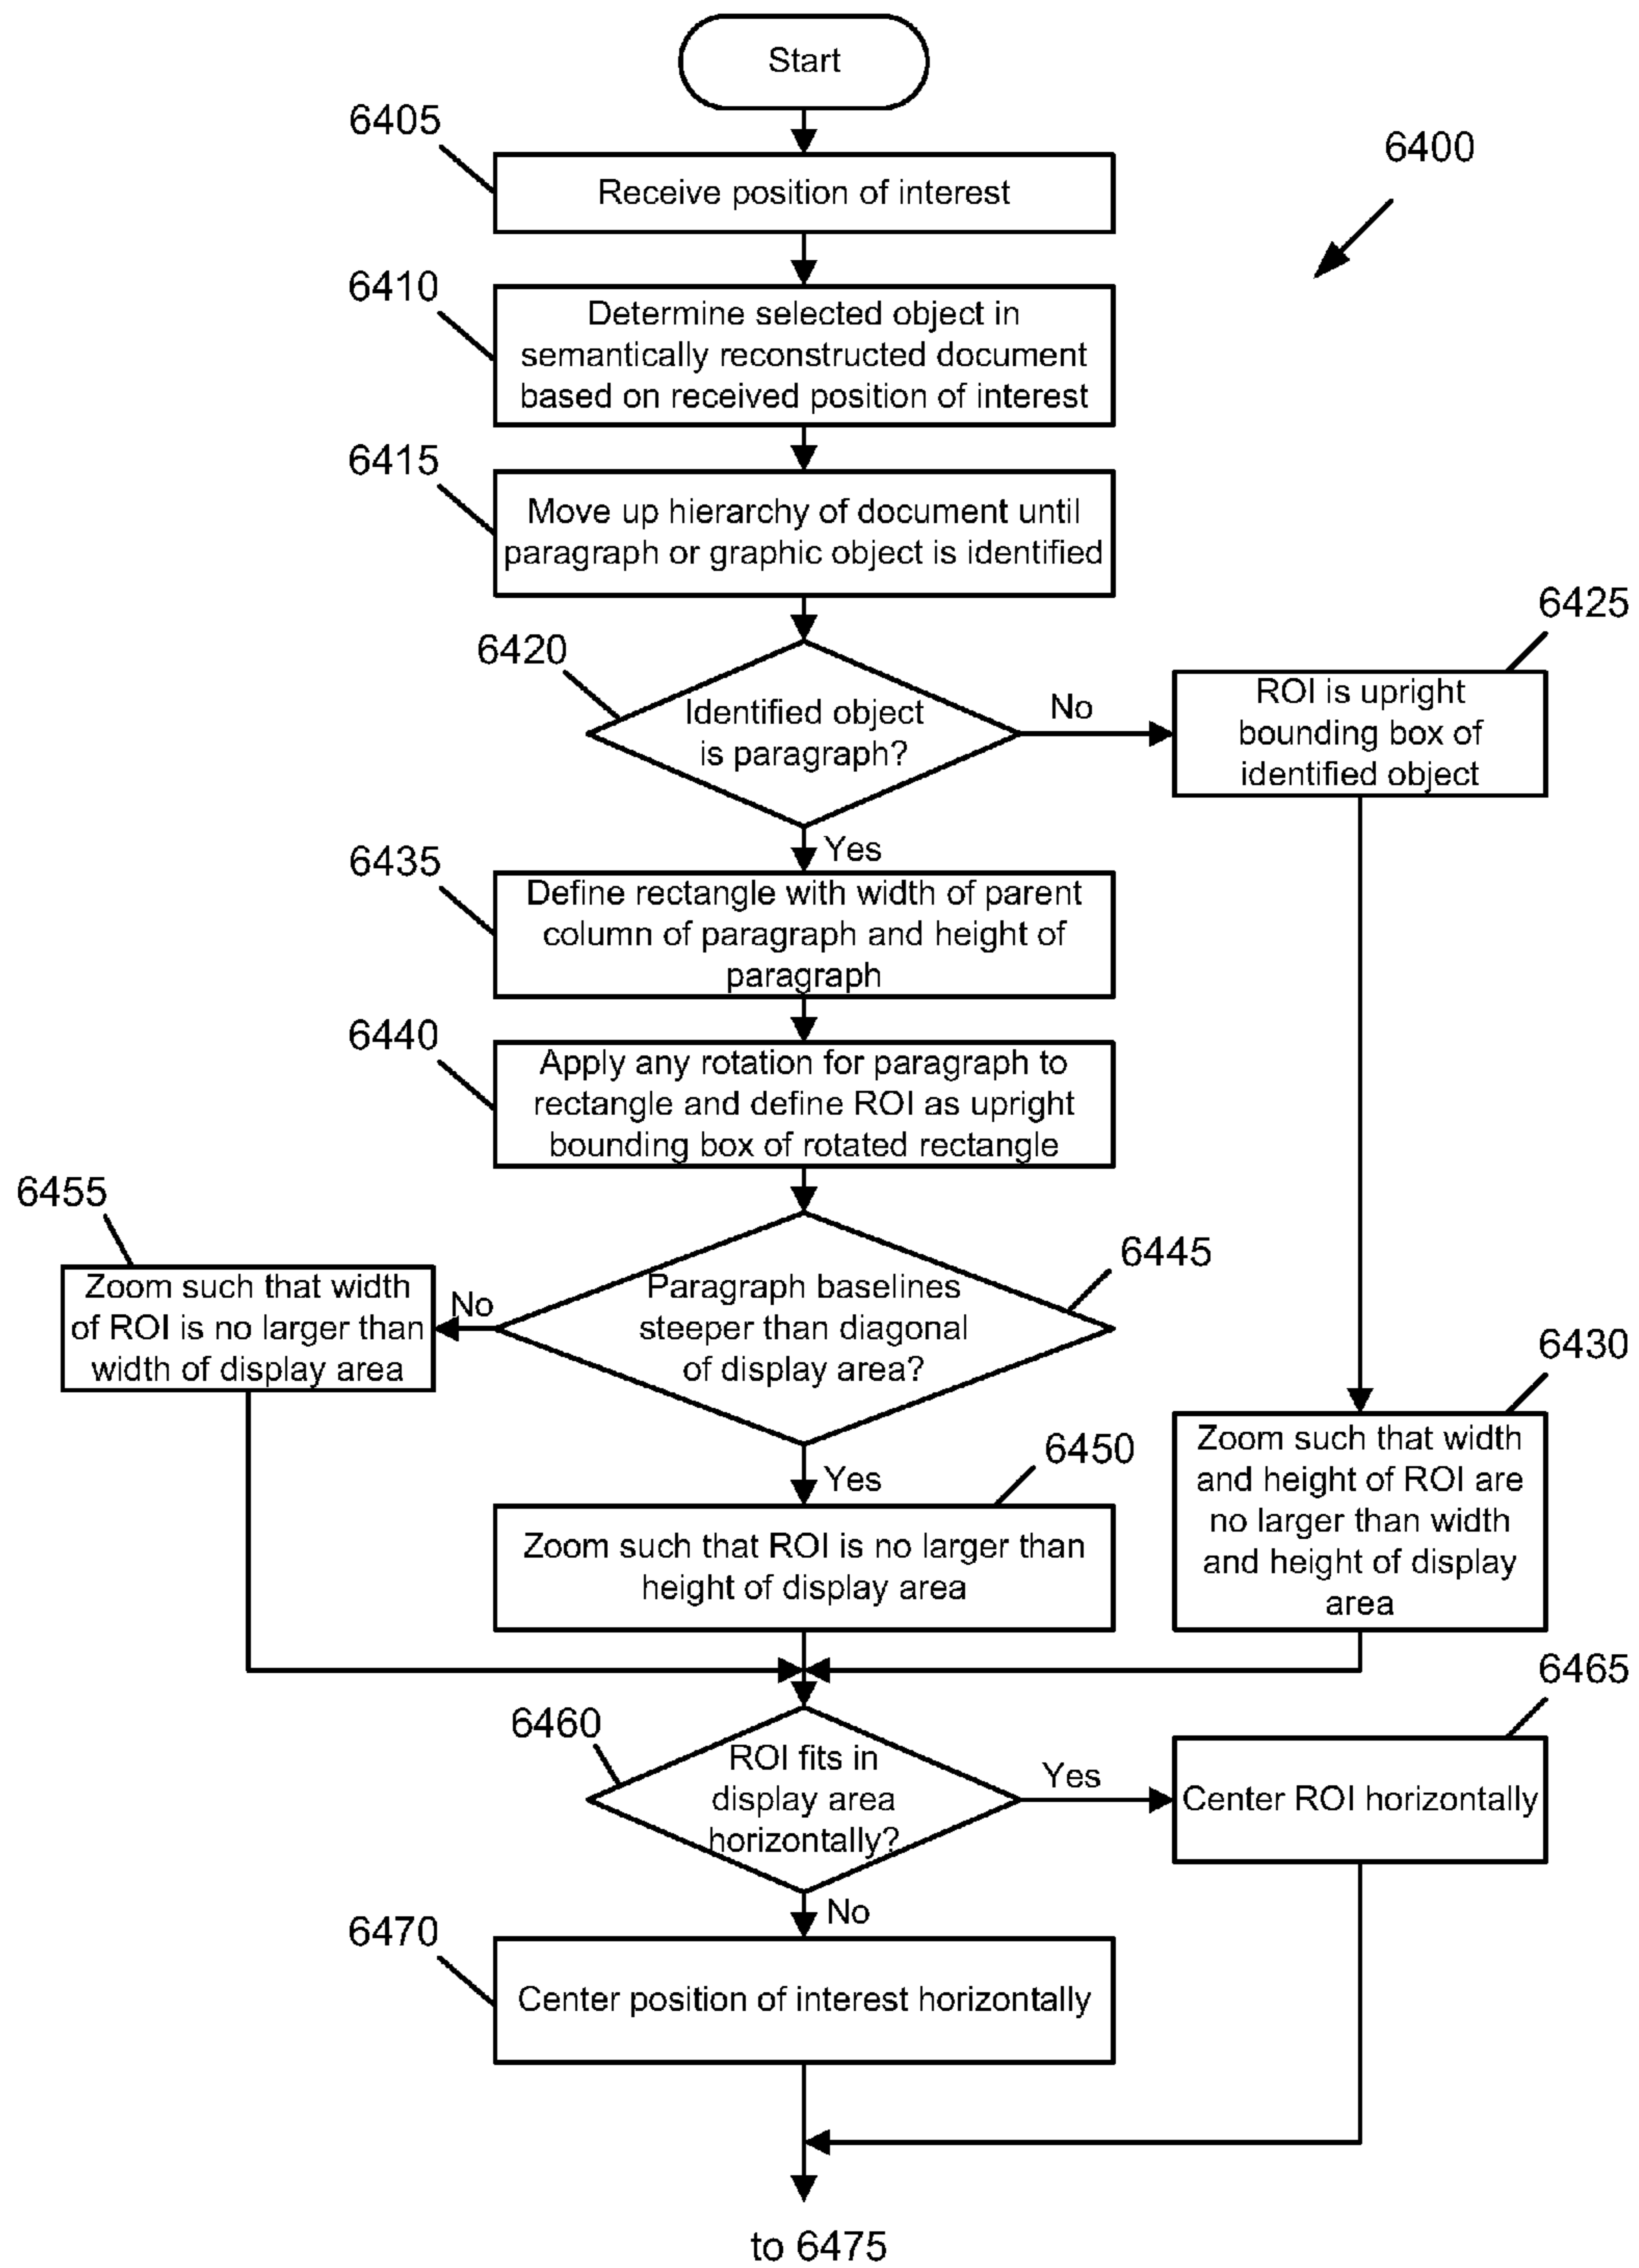 Start
6405
6400
Receive position of interest
6410
Determine selected object in
semantically reconstructed document
based on received position of interest
6415
Move up hierarchy of document until
paragraph or graphic object is identified
6425
6420
Identified object
is paragraph?
No
ROI is upright
bounding box of
identified object
Yes
6435
Define rectangle with width of parent
column of paragraph and height of
paragraph
6440
Apply any rotation for paragraph to
rectangle and define ROI as upright
bounding box of rotated rectangle
6455
6445
Zoom such that width
of ROI is no larger than
width of display area
No
Paragraph baselines
steeper than diagonal
of display area?
6430
Zoom such that width
and height of ROI are
no larger than width
and height of display
area
6450
Yes
Zoom such that ROI is no larger than
height of display area
6465
6460
ROI fits in
display area
horizontally?
Yes
Center ROI horizontally
No
6470
Center position of interest horizontally
to 6475